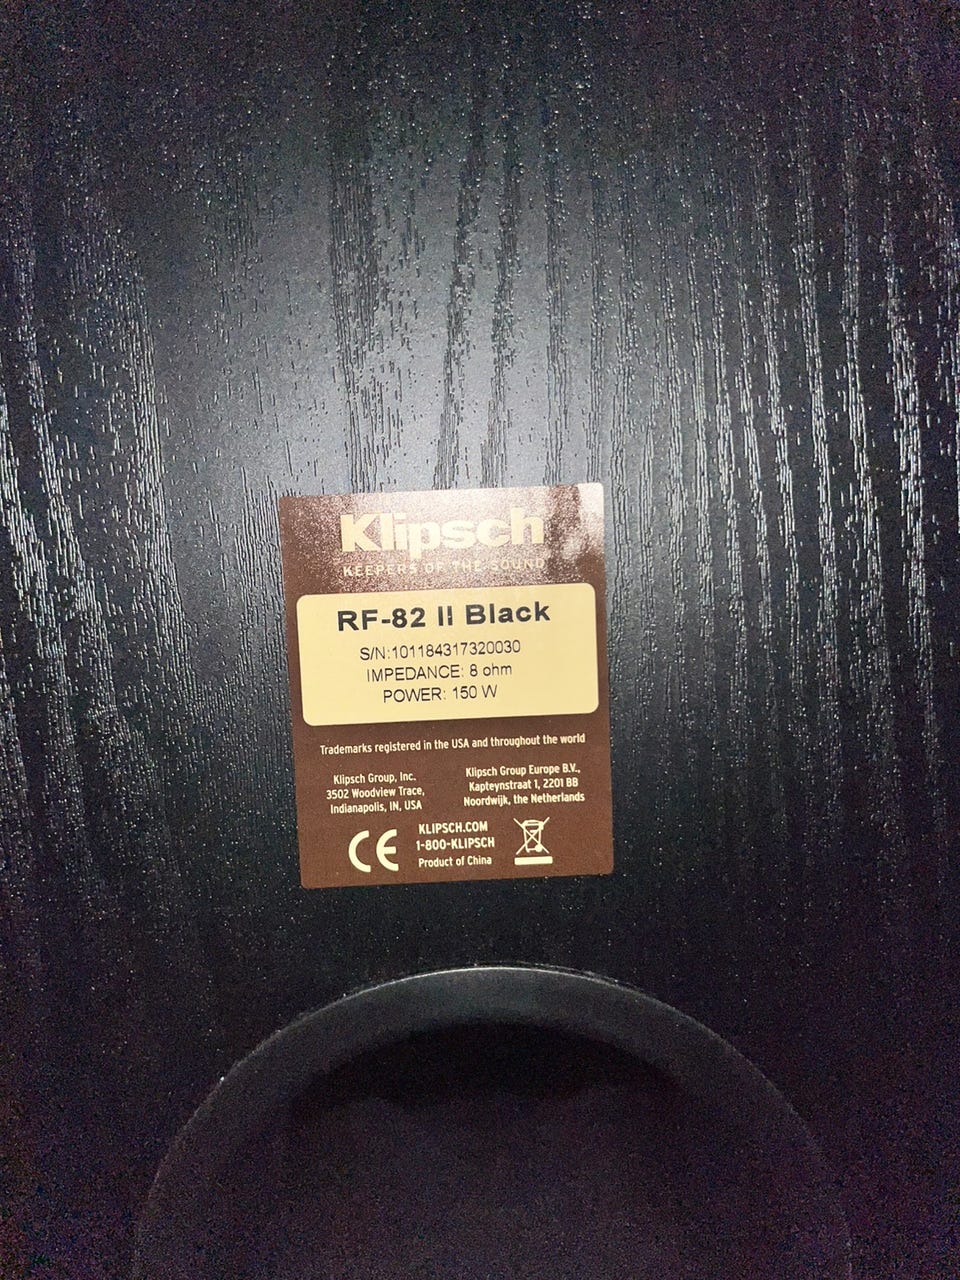 Klipsch
KEEPERS OF THE SOUND
RF-82 II Black
S/N:101184317320030
IMPEDANCE: 8 ohm
POWER: 150 W
Trademarks registered in the USA and throughout the world
Klipsch Group, Inc.
3502 Woodview Trace,
Indianapolis, IN, USA
Klipsch Group Europe B.V.,
Kapteynstraat 1, 2201 BB
Noordwijk, the Netherlands
CE
KLIPSCH.COM
1-800-KLIPSCH
Product of China